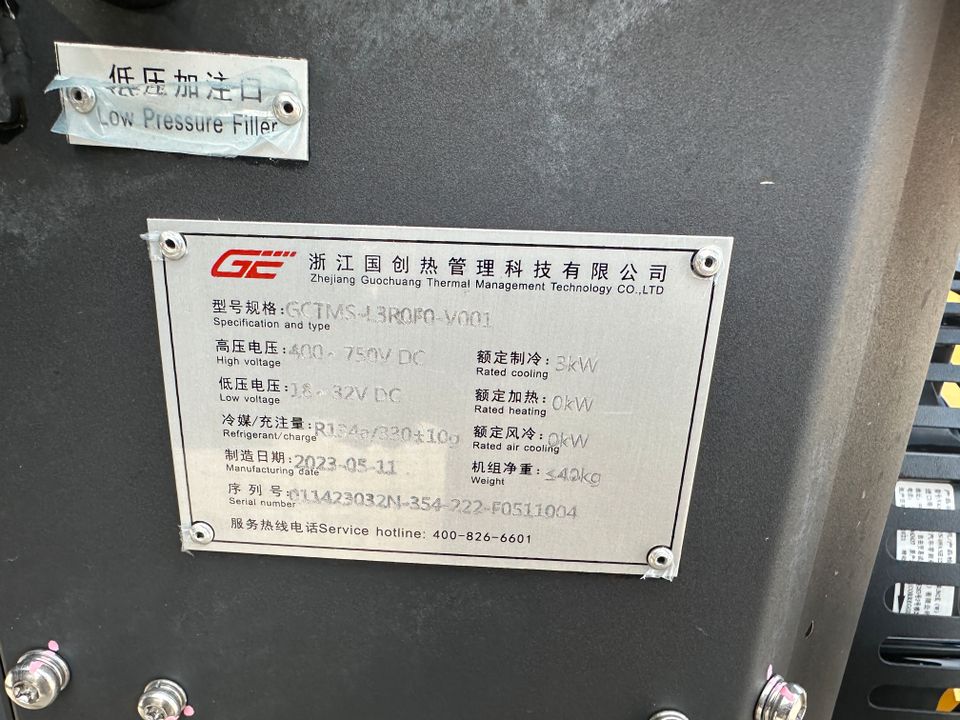 低压加注口
Low Pressure Filler
GE 浙江国创热管理科技有限公司
Zhejiang Guochuang Thermal Management Technology CO.,LTD
型号规格: GCTMS-L3R0F0-V001
Specification and type
高压电压: 400~750V DC
High voltage
额定制冷: 3kW
Rated cooling
低压电压: 18~32V DC
Low voltage
额定加热: 0kW
Rated heating
冷媒/充注量: R134a/330±10g
Refrigerant/charge
额定风冷: 0kW
Rated air cooling
制造日期: 2023-05-11
Manufacturing date
机组净重: ≤40kg
Weight
序列号: 011423032N-354-222-F0511004
Serial number
服务热线电话Service hotline: 400-826-6601